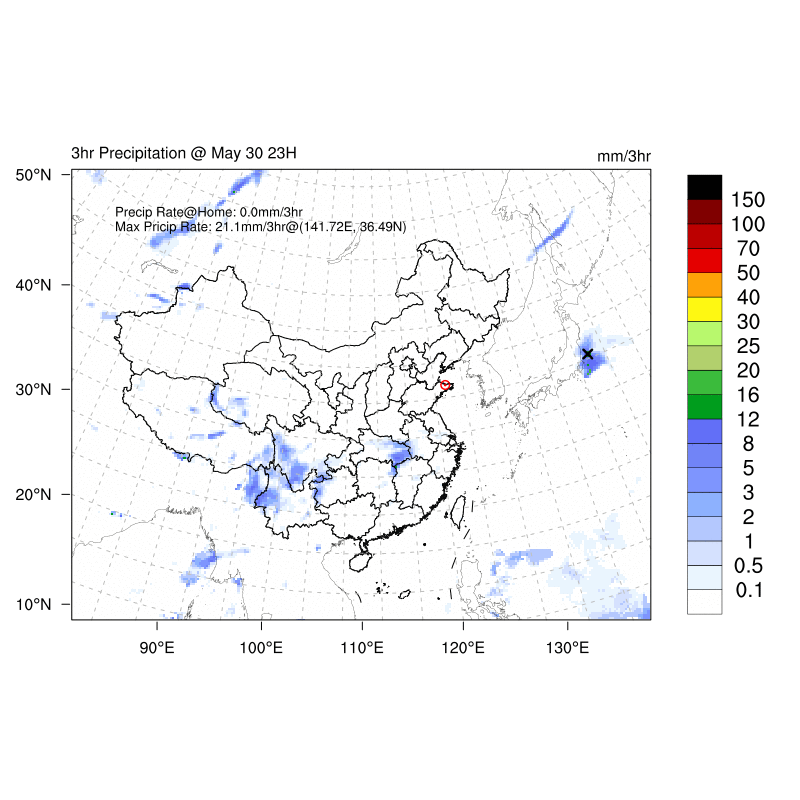 3hr Precipitation @ May 30 23H
mm/3hr
Precip Rate@Home: 0.0mm/3hr
Max Pricip Rate: 21.1mm/3hr@(141.72E, 36.49N)
50°N
40°N
30°N
20°N
10°N
90°E
100°E
110°E
120°E
130°E
150
100
70
50
40
30
25
20
16
12
8
5
3
2
1
0.5
0.1